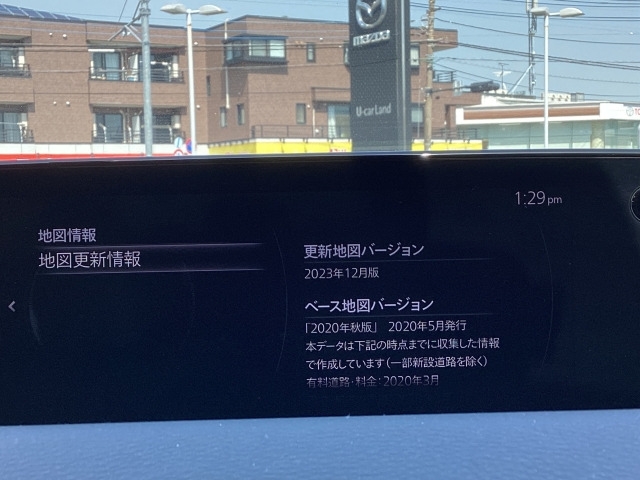 mazda
U-carLand
1:29 pm
地図情報
地図更新情報
更新地図バージョン
2023年12月版
ベース地図バージョン
「2020年秋版」 2020年5月発行
本データは下記の時点までに収集した情報
で作成しています（一部新設道路を除く）
有料道路・料金：2020年3月